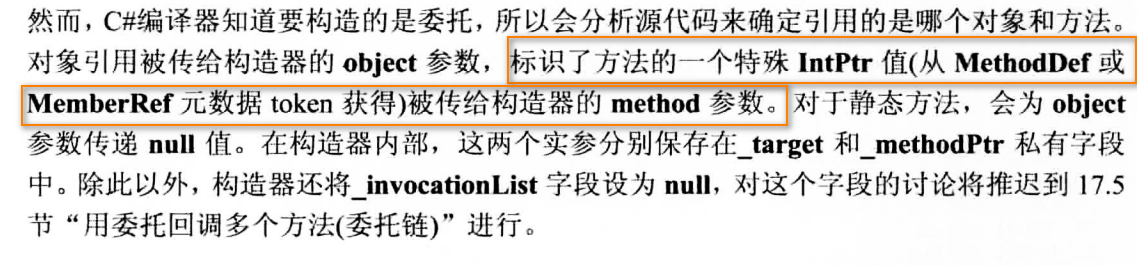 然而，C#编译器知道要构造的是委托，所以会分析源代码来确定引用的是哪个对象和方法。
对象引用被传给构造器的 object 参数，标识了方法的一个特殊 IntPtr 值(从 MethodDef 或
MemberRef 元数据 token 获得)被传给构造器的 method 参数。对于静态方法，会为 object
参数传递 null 值。在构造器内部，这两个实参分别保存在_target 和_methodPtr 私有字段
中。除此以外，构造器还将_invocationList 字段设为 null，对这个字段的讨论将推迟到 17.5
节“用委托回调多个方法(委托链)”进行。